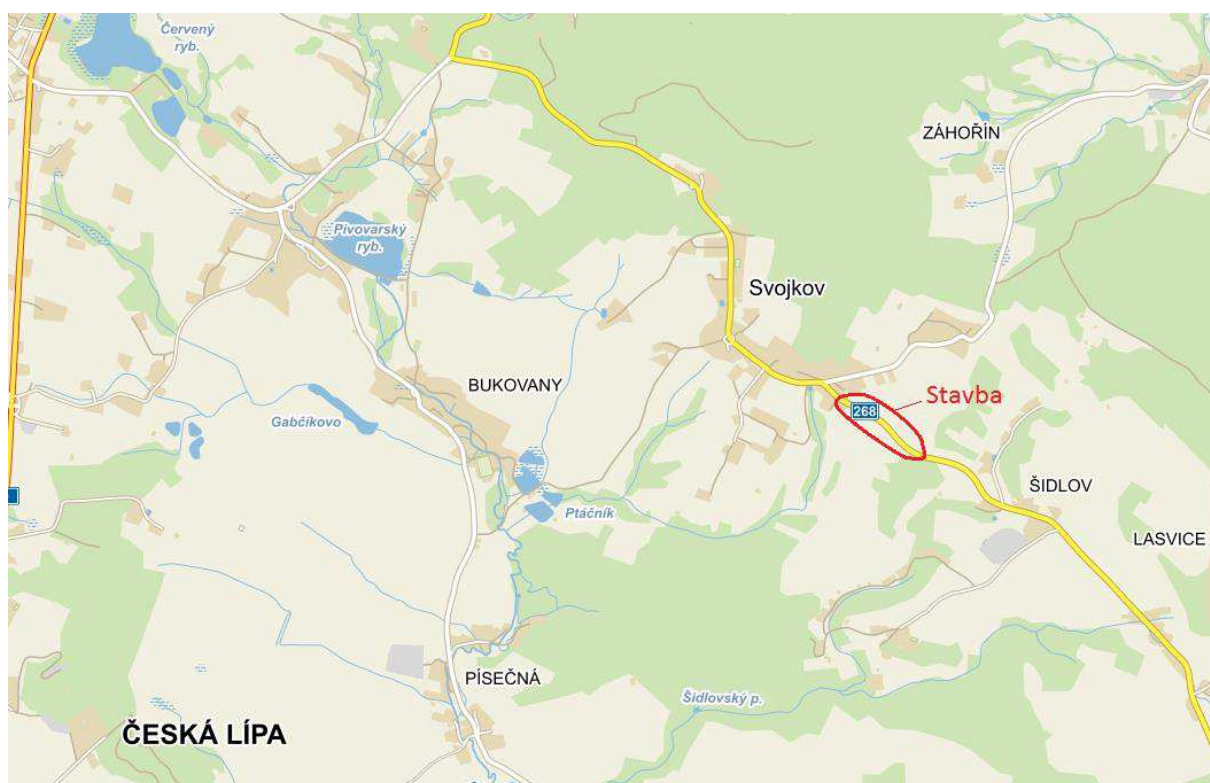 Červený
ryb.
ZÁHOŘÍN
Pivovarský
ryb.
Svojkov
BUKOVANY
Stavba
268
Gabčíkovo
ŠIDLOV
Ptáčník
LASVICE
PÍSEČNÁ
Šidlovský p.
ČESKÁ LÍPA